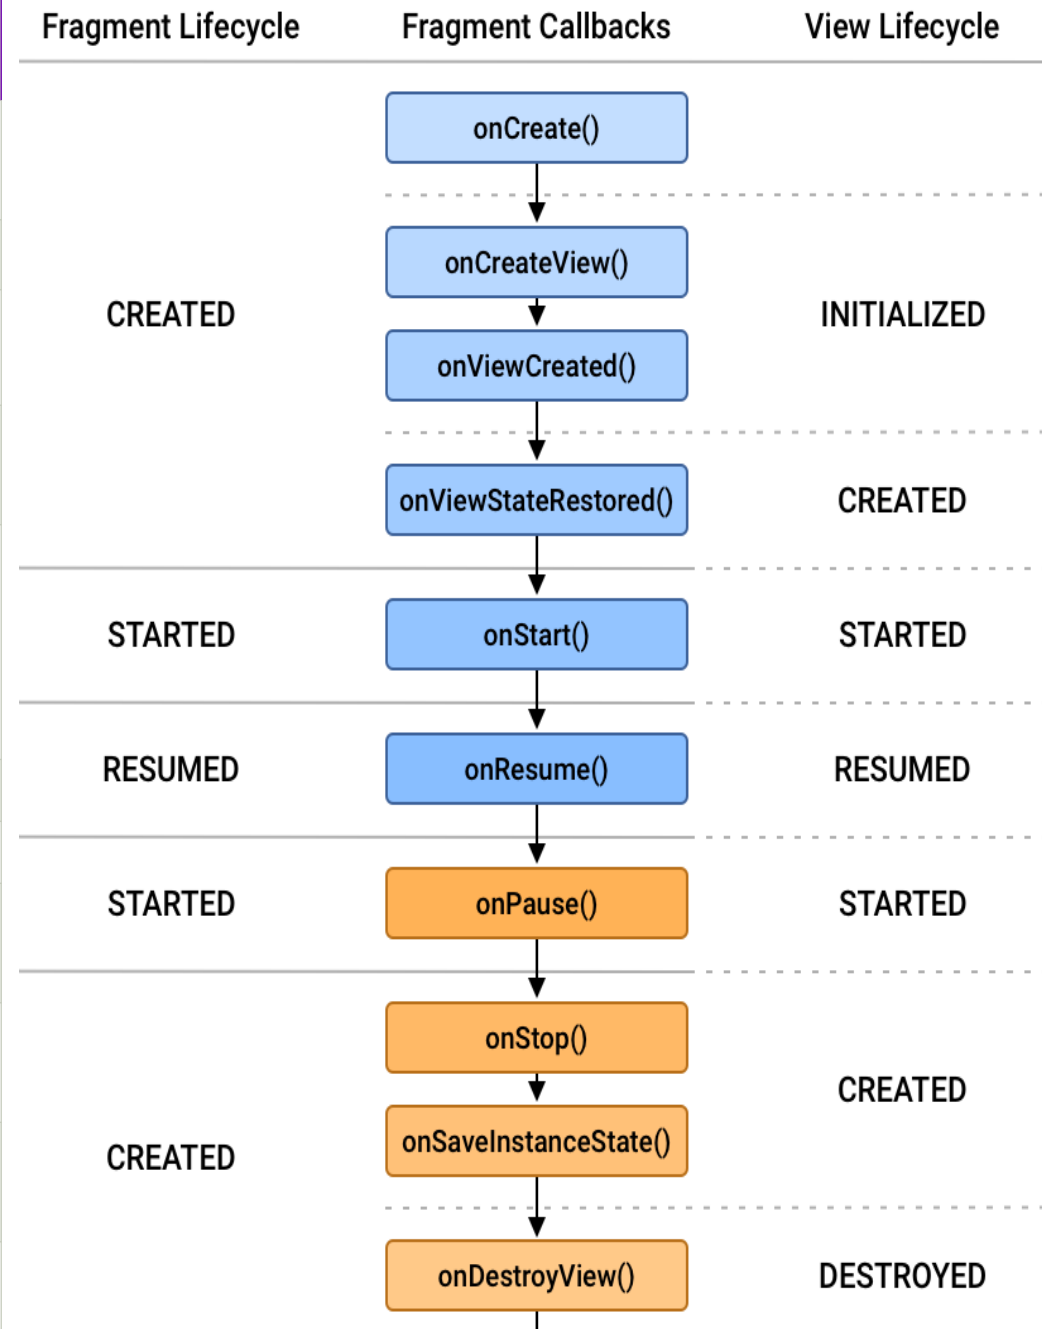 Fragment Lifecycle Fragment Callbacks View Lifecycle
onCreate()
onCreateView()
CREATED INITIALIZED
onViewCreated()
onViewStateRestored() CREATED
STARTED onStart() STARTED
RESUMED onResume() RESUMED
STARTED onPause() STARTED
onStop()
CREATED
onSaveInstanceState()
CREATED
onDestroyView() DESTROYED